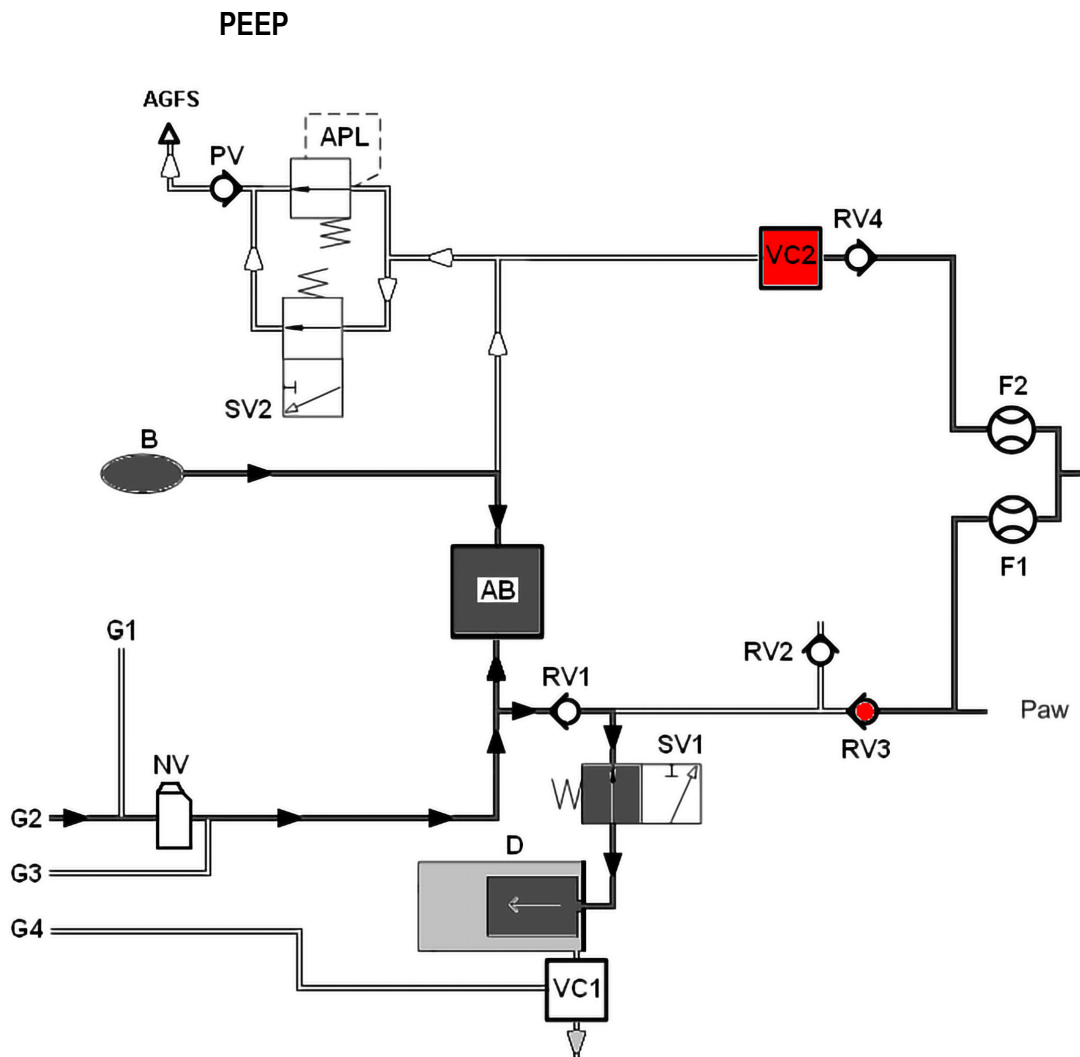 PEEP
AGFS
PV
APL
RV4
VC2
SV2
F2
B
F1
AB
G1
RV1
RV2
Paw
RV3
SV1
NV
G2
D
G3
G4
VC1